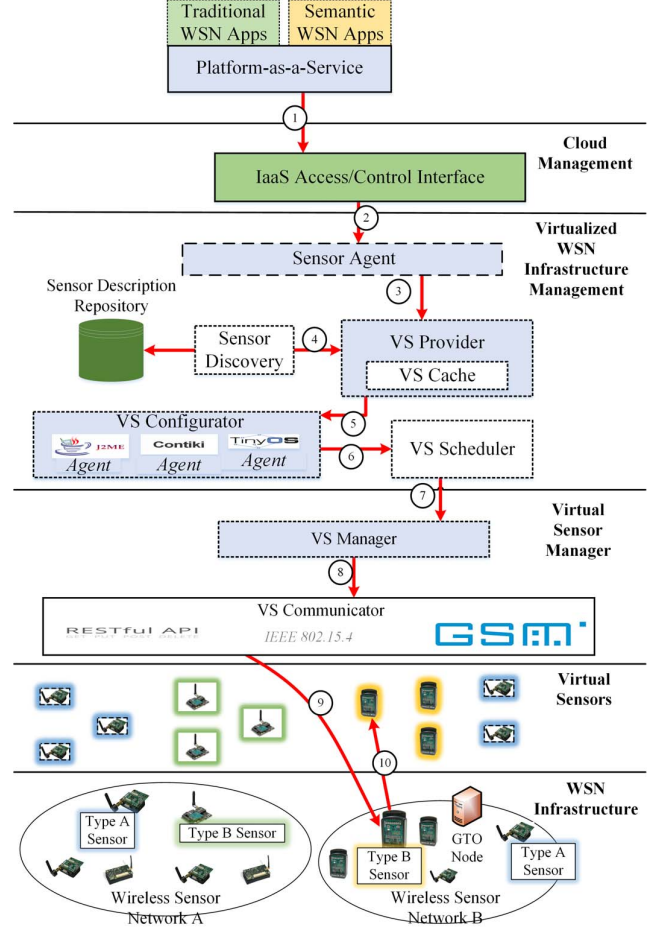 Traditional
WSN Apps
Semantic
WSN Apps
Platform-as-a-Service
1
Cloud
Management
IaaS Access/Control Interface
2
Virtualized
WSN
Infrastructure
Management
Sensor Agent
3
Sensor Description
Repository
Sensor
Discovery
4
VS Provider
VS Cache
5
VS Configurator
J2ME
Agent
Contiki
Agent
TinyOS
Agent
6
VS Scheduler
7
Virtual
Sensor
Manager
VS Manager
8
VS Communicator
RESTful API
GET PUT POST DELETE
IEEE 802.15.4
GSM
Virtual
Sensors
9
10
WSN
Infrastructure
Type A
Sensor
Type B Sensor
Wireless Sensor
Network A
Type B
Sensor
GTO
Node
Type A
Sensor
Wireless Sensor
Network B